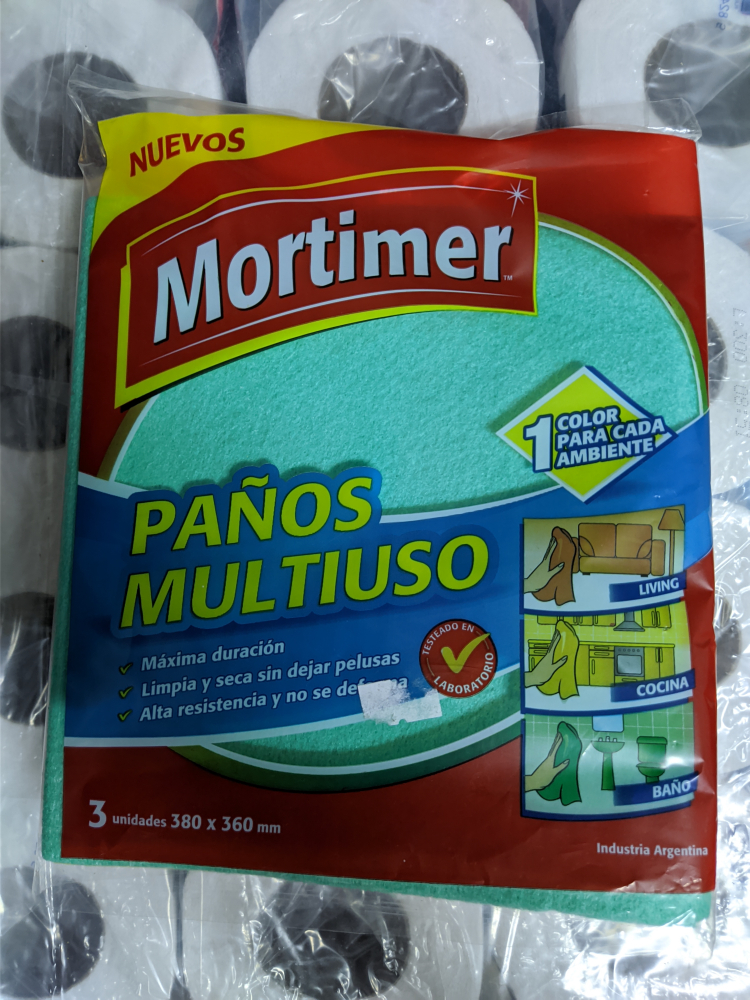 NUEVOS
Mortimer
TM
1 COLOR
PARA CADA
AMBIENTE
PAÑOS
MULTIUSO
Máxima duración
Limpia y seca sin dejar pelusas
Alta resistencia y no se
TESTEADO EN
LABORATORIO
LIVING
COCINA
BAÑO
3 unidades 380 x 360 mm
Industria Argentina